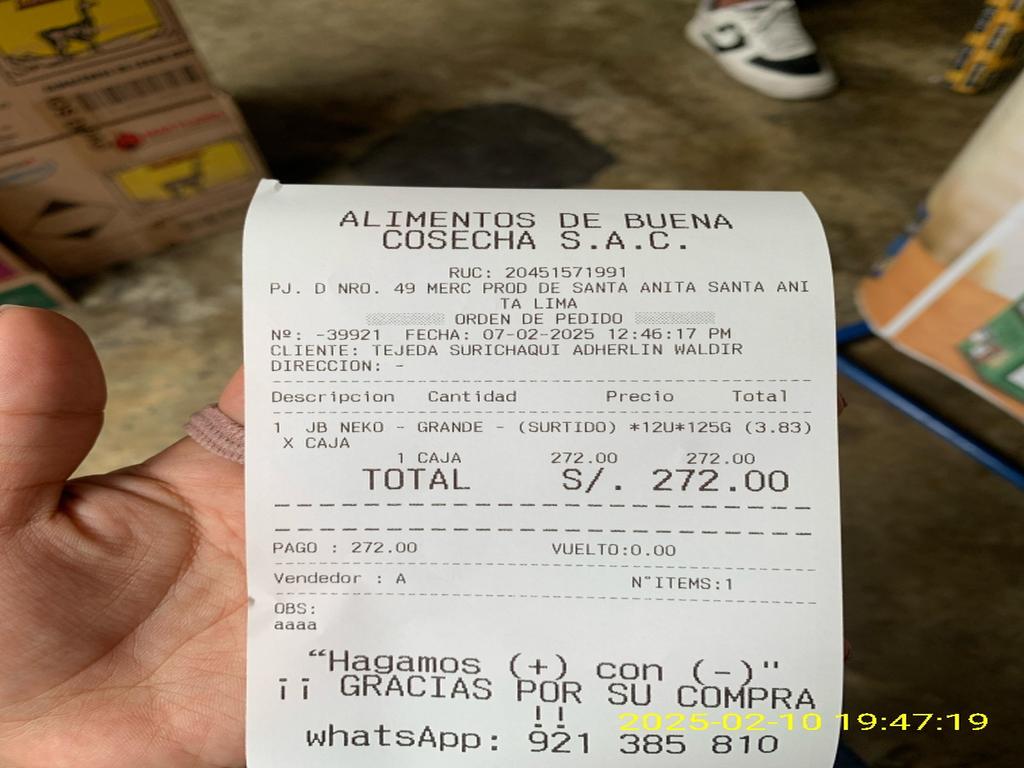 ALIMENTOS DE BUENA
COSECHA S.A.C.
RUC: 20451571991
PJ. D NRO. 49 MERC PROD DE SANTA ANITA SANTA ANI
TA LIMA
ORDEN DE PEDIDO
Nº: -39921 FECHA: 07-02-2025 12:46:17 PM
CLIENTE: TEJEDA SURICHAQUI ADHERLIN WALDIR
DIRECCION: -
Descripcion Cantidad Precio Total
1 JB NEKO - GRANDE - (SURTIDO) *12U*125G (3.83)
X CAJA
1 CAJA 272.00 272.00
TOTAL S/. 272.00
PAGO : 272.00 VUELTO:0.00
Vendedor : A N°ITEMS:1
OBS:
aaaa
“Hagamos (+) con (-)"
¡¡ GRACIAS POR SU COMPRA
!!
whatsApp: 921 385 810
2025-02-10 19:47:19